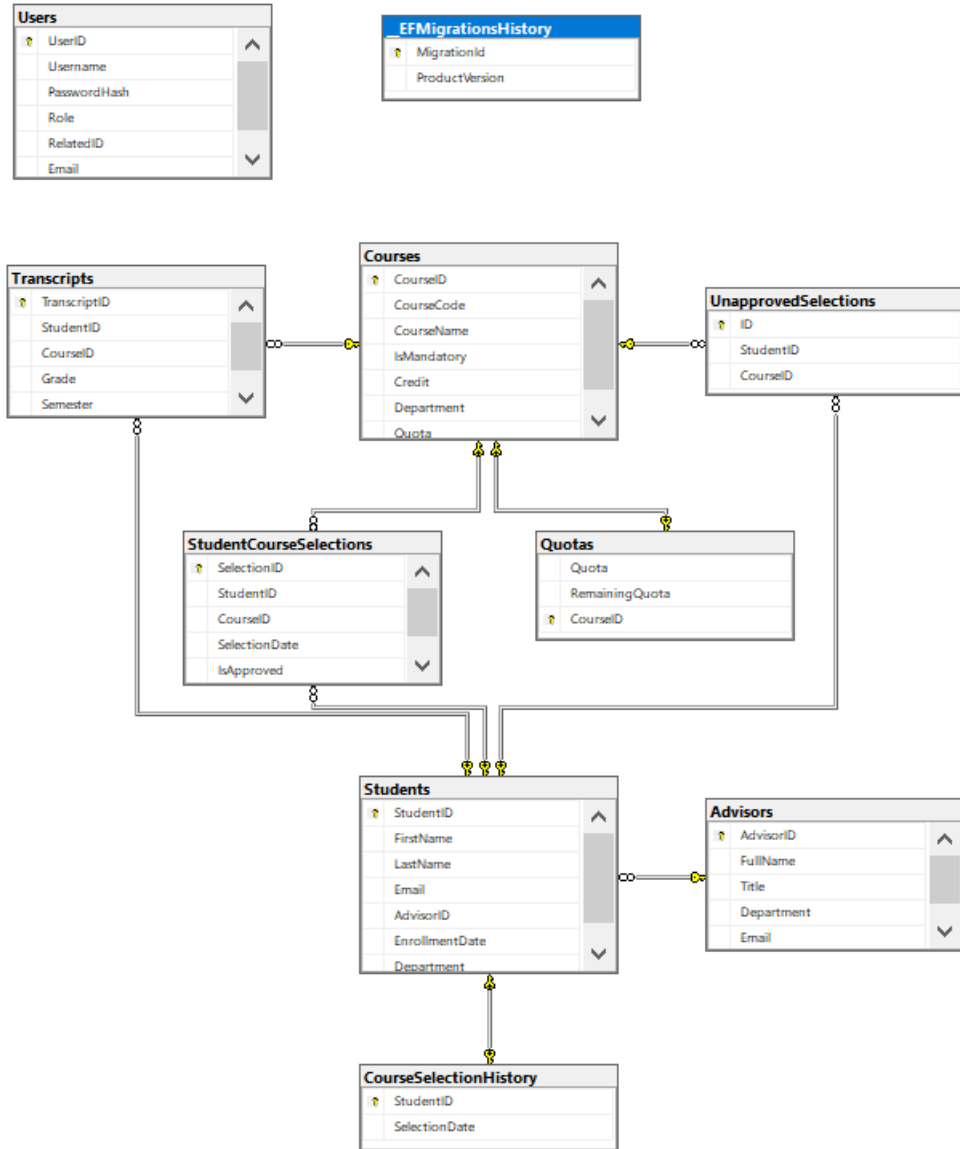 Users
UserID
Username
PasswordHash
Role
RelatedID
Email
__EFMigrationsHistory
MigrationId
ProductVersion
Transcripts
TranscriptID
StudentID
CourseID
Grade
Semester
Courses
CourseID
CourseCode
CourseName
IsMandatory
Credit
Department
Quota
UnapprovedSelections
ID
StudentID
CourseID
StudentCourseSelections
SelectionID
StudentID
CourseID
SelectionDate
IsApproved
Quotas
Quota
RemainingQuota
CourseID
Students
StudentID
FirstName
LastName
Email
AdvisorID
EnrollmentDate
Department
Advisors
AdvisorID
FullName
Title
Department
Email
CourseSelectionHistory
StudentID
SelectionDate